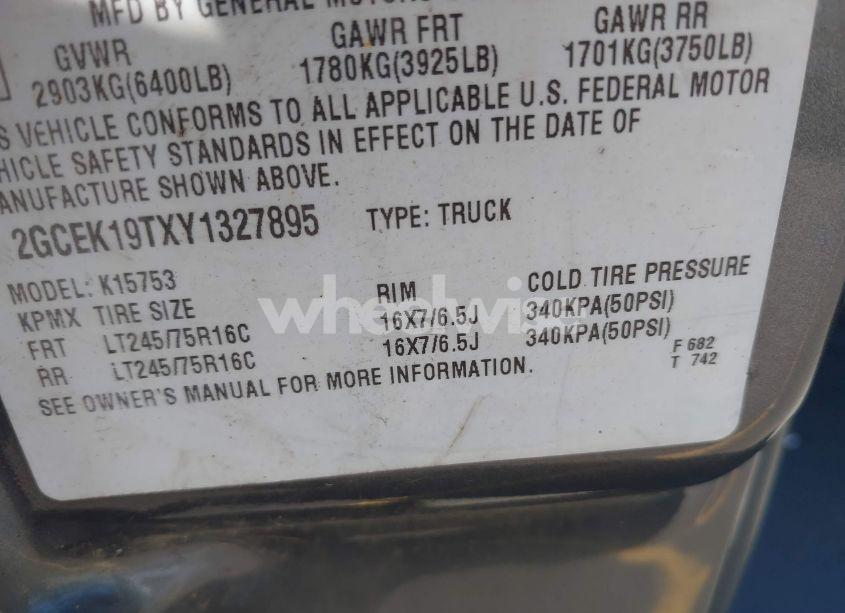 MFD BY GENERAL MOTORS
GVWR GAWR FRT GAWR RR
2903KG(6400LB) 1780KG(3925LB) 1701KG(3750LB)
S VEHICLE CONFORMS TO ALL APPLICABLE U.S. FEDERAL MOTOR
HICLE SAFETY STANDARDS IN EFFECT ON THE DATE OF
ANUFACTURE SHOWN ABOVE.
2GCEK19TXY1327895 TYPE: TRUCK
MODEL: K15753
KPMX TIRE SIZE RIM COLD TIRE PRESSURE
FRT LT245/75R16C 16X7/6.5J 340KPA(50PSI)
RR LT245/75R16C 16X7/6.5J 340KPA(50PSI)
F 682
T 742
SEE OWNER'S MANUAL FOR MORE INFORMATION.